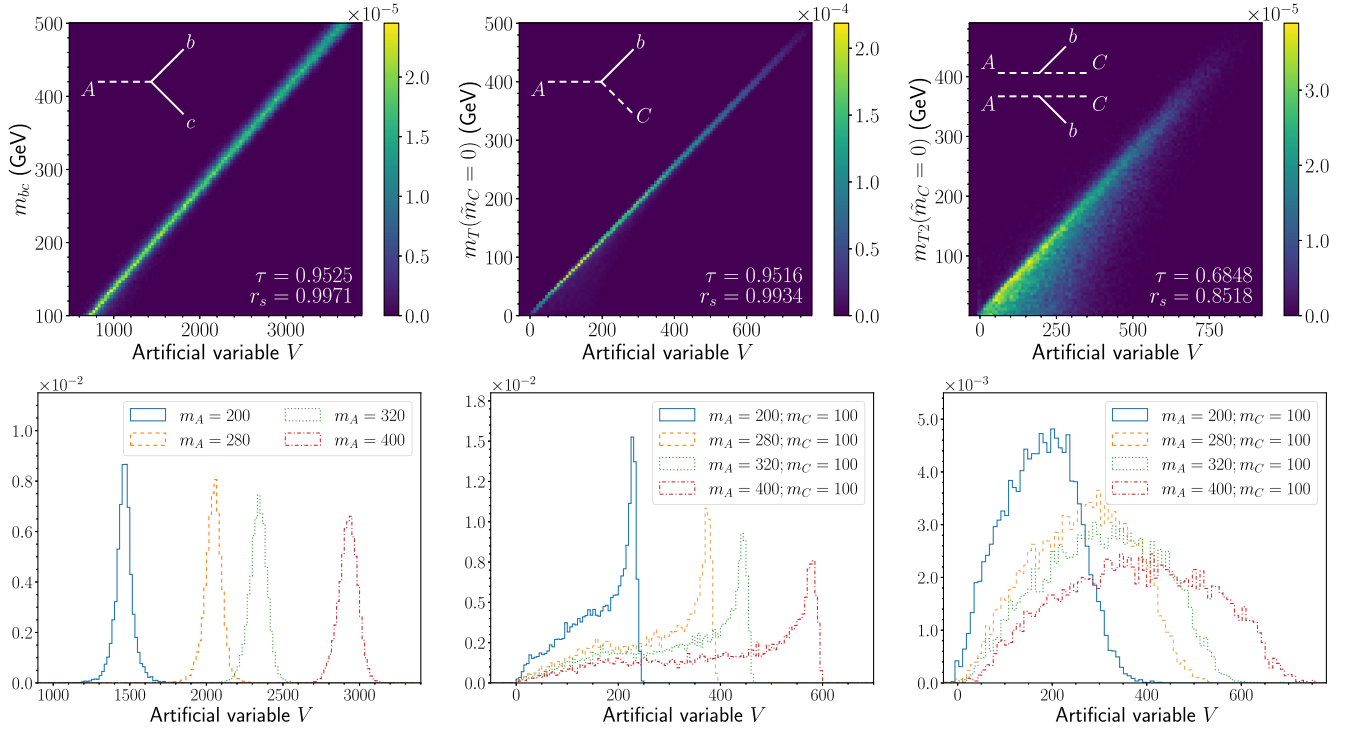 ×10⁻⁵
500
400
300
200
100
m_{bc} (GeV)
A
b
c
τ = 0.9525
r_s = 0.9971
1000
2000
3000
Artificial variable V
2.0
1.5
1.0
0.5
0.0
×10⁻⁴
500
400
300
200
100
0
m_T(m̃_C = 0) (GeV)
A
b
C
τ = 0.9516
r_s = 0.9934
0
200
400
600
Artificial variable V
2.0
1.5
1.0
0.5
0.0
×10⁻⁵
400
300
200
100
m_{T2}(m̃_C = 0) (GeV)
b
A
C
A
C
b
τ = 0.6848
r_s = 0.8518
0
250
500
750
Artificial variable V
3.0
2.0
1.0
0.0
×10⁻²
1.0
0.8
0.6
0.4
0.2
0.0
m_A = 200
m_A = 280
m_A = 320
m_A = 400
1000
1500
2000
2500
3000
Artificial variable V
×10⁻²
1.8
1.5
1.2
1.0
0.8
0.5
0.2
0.0
m_A = 200; m_C = 100
m_A = 280; m_C = 100
m_A = 320; m_C = 100
m_A = 400; m_C = 100
0
200
400
600
Artificial variable V
×10⁻³
5.0
4.0
3.0
2.0
1.0
0.0
m_A = 200; m_C = 100
m_A = 280; m_C = 100
m_A = 320; m_C = 100
m_A = 400; m_C = 100
0
200
400
600
Artificial variable V